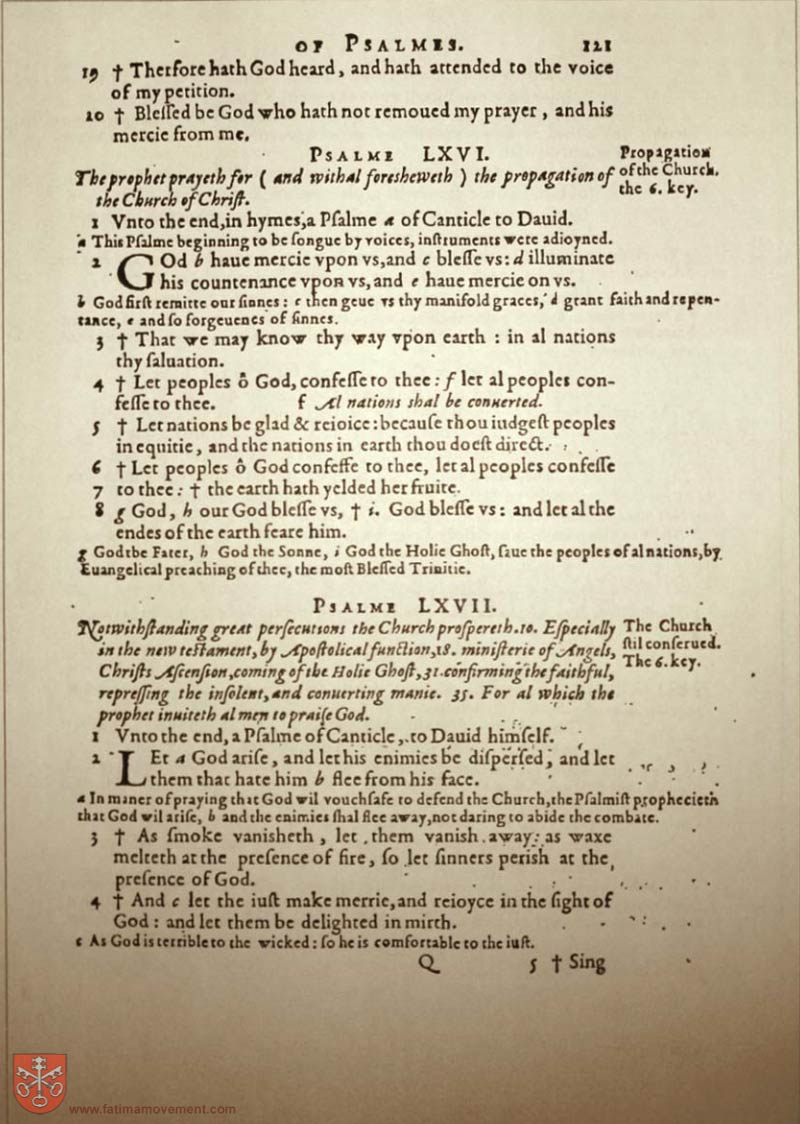 OF PSALMES. 121
19 † Therfore hath God heard, and hath attended to the voice
of my petition.
20 † Blessed be God who hath not remoued my prayer, and his
mercie from me.
PSALME LXVI.
The prophet prayeth for ( and withal foresheweth ) the propagation of
the Church of Christ.
Propagation
of the Church.
the 6. key.
1 Vnto the end, in hymes, a Psalme a of Canticle to Dauid.
a This Psalme beginning to be songue by voices, instruments were adioyned.
2 GOd b haue mercie vpon vs, and c blesse vs: d illuminate
his countenance vpon vs, and e haue mercie on vs.
b God first remitte our sinnes: c then geue vs thy manifold graces, d grant faith and repen-
tance, e and so forgeuenes of sinnes.
3 † That we may know thy way vpon earth : in al nations
thy saluation.
4 † Let peoples ô God, confesse to thee: f let al peoples con-
fesse to thee. f Al nations shal be conuerted.
5 † Let nations be glad & reioice: because thou iudgest peoples
in equitie, and the nations in earth thou doest direct.
6 † Let peoples ô God confesse to thee, let al peoples confesse
7 to thee: † the earth hath yelded her fruite.
8 g God, h our God blesse vs, † i. God blesse vs: and let al the
endes of the earth feare him.
g God the Fater, h God the Sonne, i God the Holie Ghost, saue the peoples of al nations, by
Euangelical preaching of thee, the most Blessed Trinitie.
PSALME LXVII.
Notwithstanding great persecutions the Church prospereth. 10. Especially
in the new testament, by Apostolical function, 18. ministerie of Angels,
Christs Ascension, coming of the Holie Ghost, 31. confirming the faithful,
repressing the insolent, and conuerting manie. 35. For al which the
prophet inuiteth al men to praise God.
The Church
stil conserued.
The 6. key.
1 Vnto the end, a Psalme of Canticle, to Dauid himself.
2 LEt a God arise, and let his enimies be dispersed, and let
them that hate him b flee from his face.
a In maner of praying that God wil vouchsafe to defend the Church, the Psalmist prophecieth
that God wil arise, b and the enimies shal flee away, not daring to abide the combate.
3 † As smoke vanisheth, let them vanish away: as waxe
melteth at the presence of fire, so let sinners perish at the
presence of God.
4 † And c let the iust make merrie, and reioyce in the sight of
God: and let them be delighted in mirth.
c As God is terrible to the wicked: so he is comfortable to the iust.
Q 5 † Sing
www.fatimamovement.com